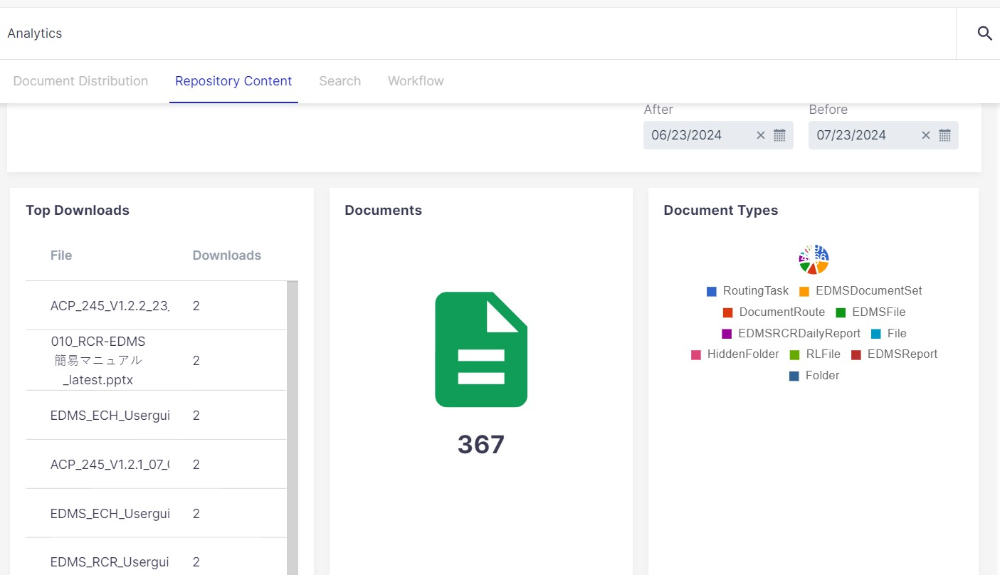 Analytics
Document Distribution Repository Content Search Workflow
After Before
06/23/2024 07/23/2024
Top Downloads
File Downloads
ACP_245_V1.2.2_23 2
010_RCR-EDMS
簡易マニュアル
_latest.pptx
2
EDMS_ECH_Usergui 2
ACP_245_V1.2.1_07 2
EDMS_ECH_Usergui 2
EDMS_RCR_Usergui 2
Documents
367
Document Types
RoutingTask EDMSDocumentSet
DocumentRoute EDMSFile
EDMSRCRDailyReport File
HiddenFolder RLFile EDMSReport
Folder